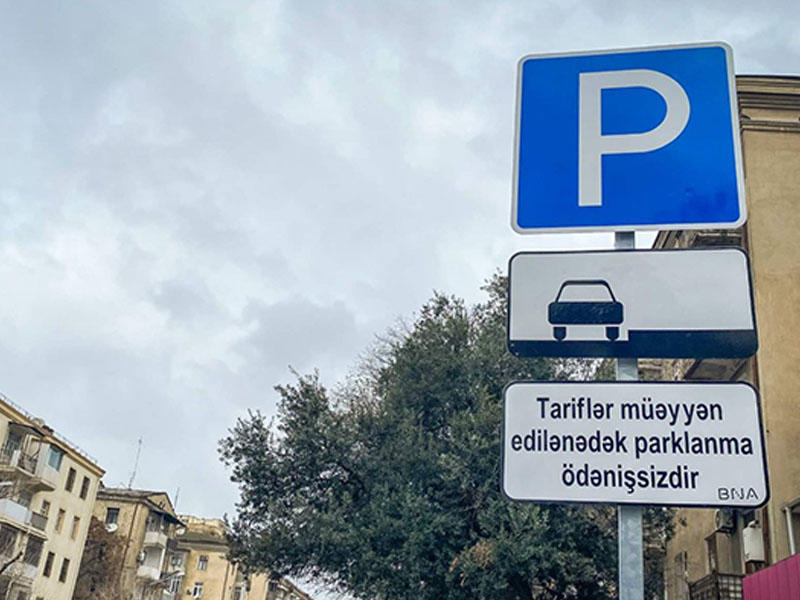 P
Tariflər müəyyən
edilənədək parklanma
ödənişsizdir
BNA